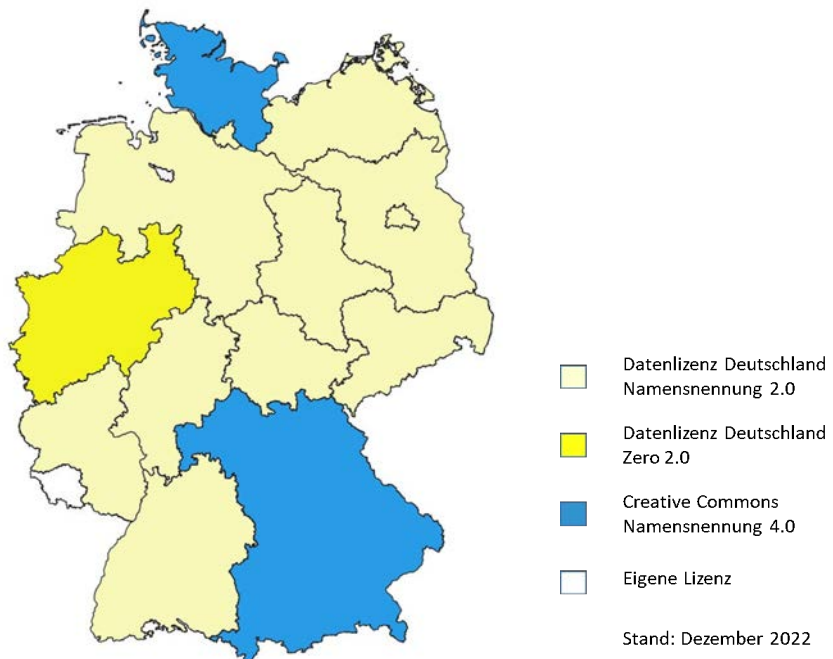 Datenlizenz Deutschland
Namensnennung 2.0
Datenlizenz Deutschland
Zero 2.0
Creative Commons
Namensnennung 4.0
Eigene Lizenz
Stand: Dezember 2022